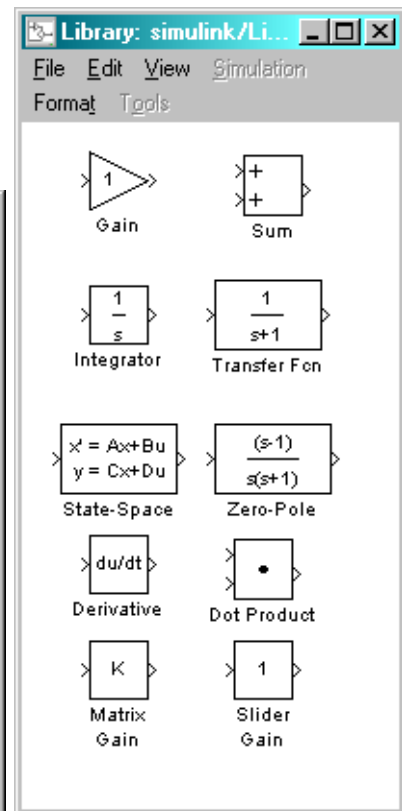 Library: simulink/Li...
File Edit View Simulation
Format Tools
1
Gain
+
+
Sum
1
s
Integrator
1
s+1
Transfer Fcn
x' = Ax+Bu
y = Cx+Du
State-Space
(s-1)
s(s+1)
Zero-Pole
du/dt
Derivative
Dot Product
K
Matrix
Gain
1
Slider
Gain